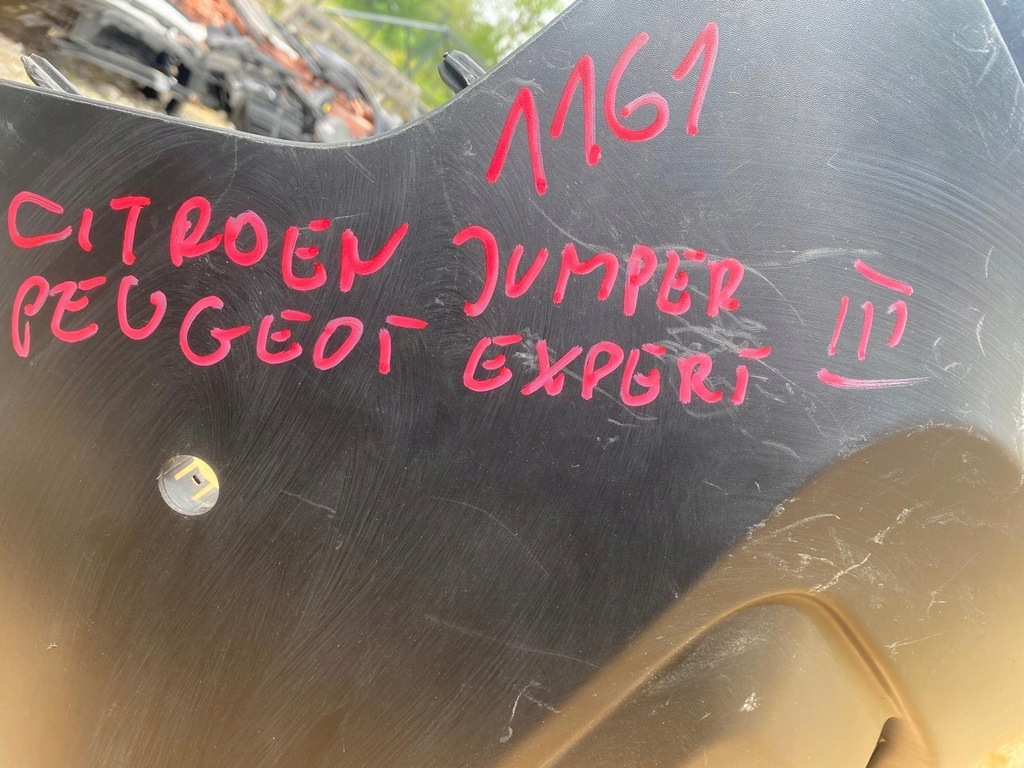 1161
CITROEN JUMPER
PEUGEOT EXPERT III